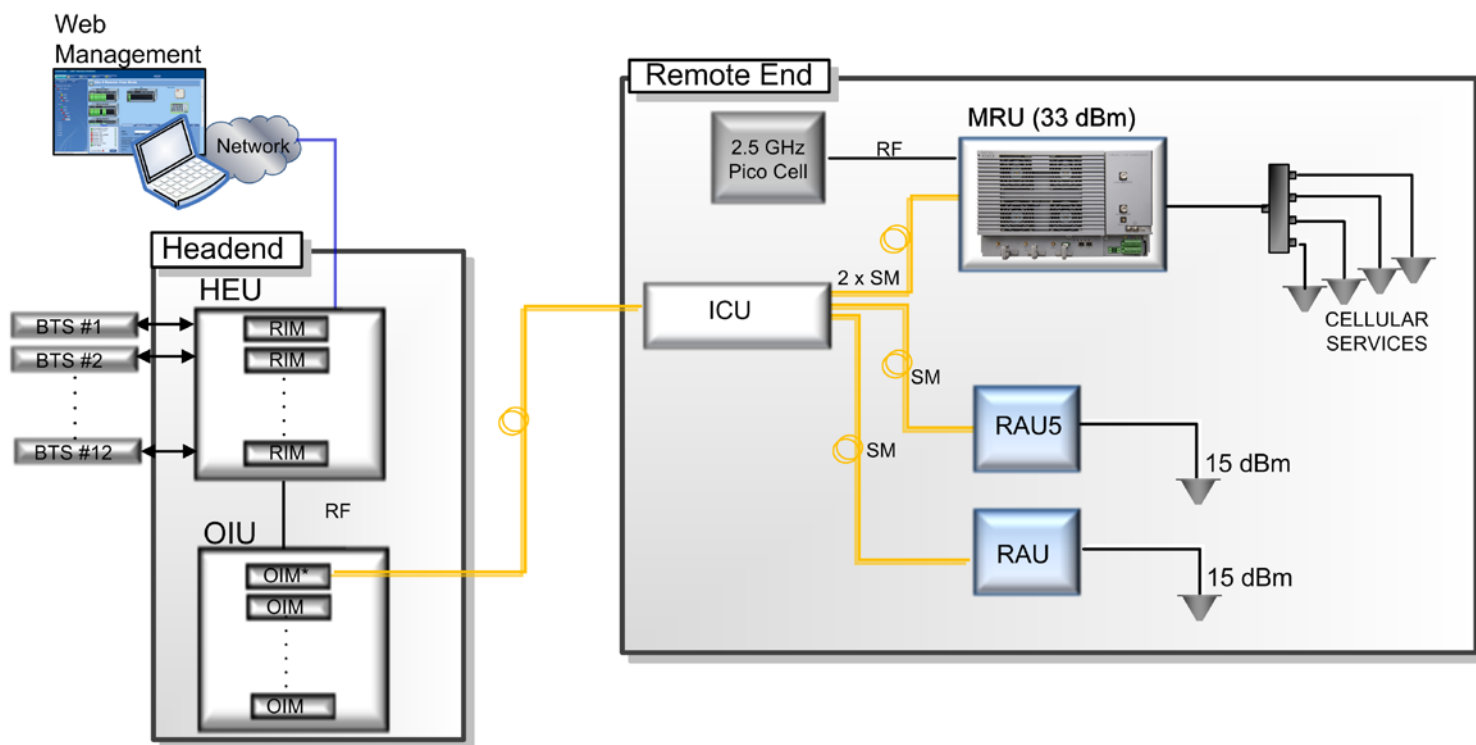 Web
Management
Network
Headend
HEU
RIM
RIM
RIM
BTS #1
BTS #2
BTS #12
RF
OIU
OIM*
OIM
OIM
Remote End
2.5 GHz
Pico Cell
RF
MRU (33 dBm)
2 x SM
ICU
CELLULAR
SERVICES
SM
RAU5
15 dBm
SM
RAU
15 dBm